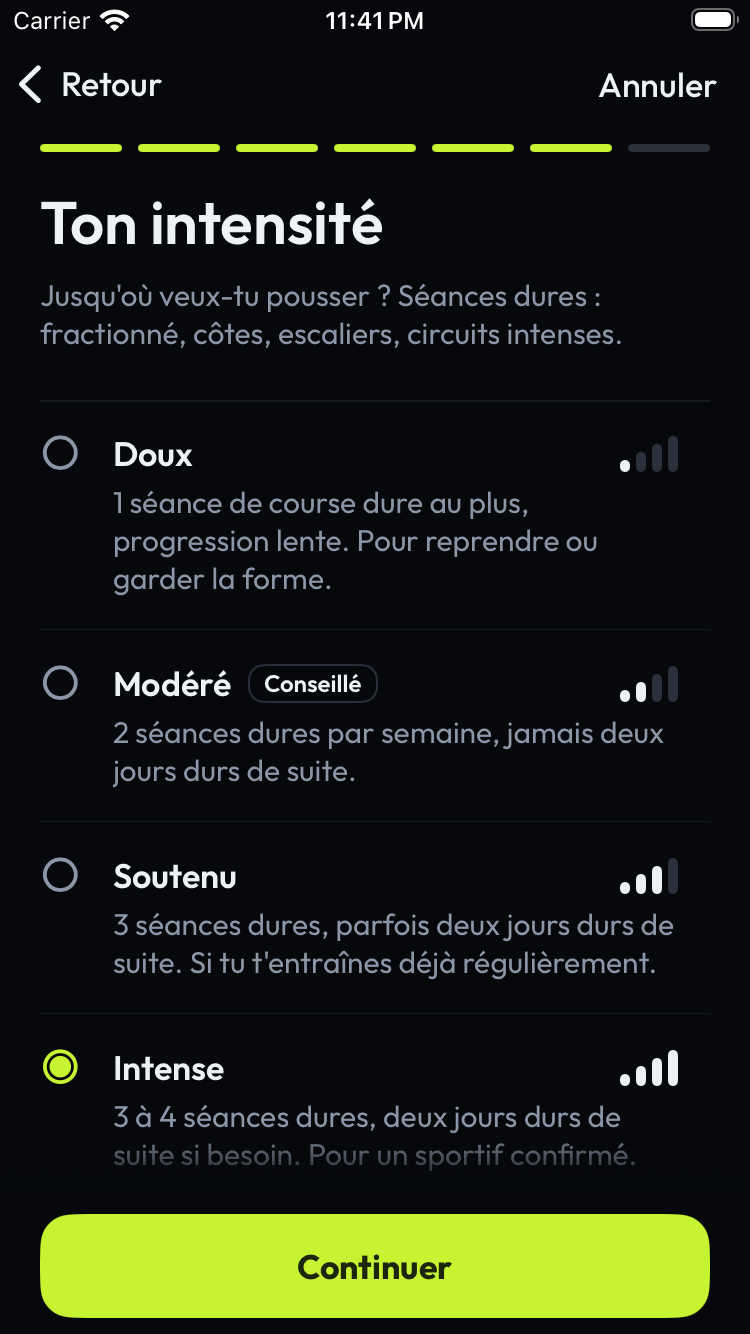 Carrier 11:41 PM
Retour Annuler
Ton intensité
Jusqu'où veux-tu pousser ? Séances dures :
fractionné, côtes, escaliers, circuits intenses.
Doux
1 séance de course dure au plus,
progression lente. Pour reprendre ou
garder la forme.
Modéré Conseillé
2 séances dures par semaine, jamais deux
jours durs de suite.
Soutenu
3 séances dures, parfois deux jours durs de
suite. Si tu t'entraînes déjà régulièrement.
Intense
3 à 4 séances dures, deux jours durs de
suite si besoin. Pour un sportif confirmé.
Continuer